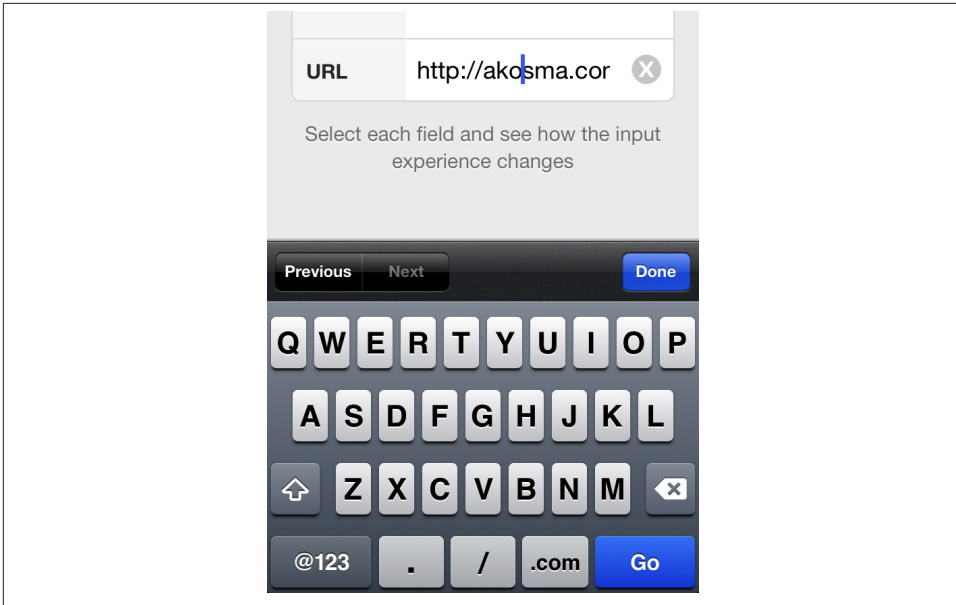 URL http://akosma.cor X
Select each field and see how the input
experience changes
Previous Next Done
Q W E R T Y U I O P
A S D F G H J K L
Z X C V B N M
@123 . / .com Go